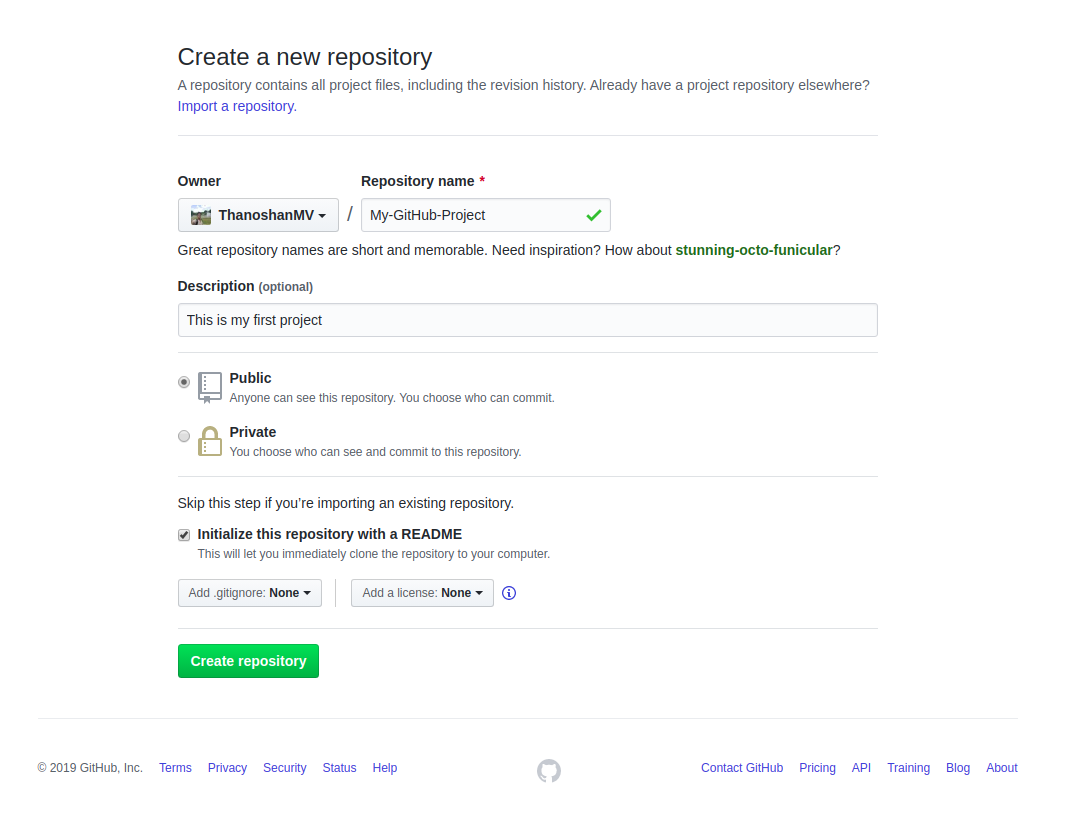 Create a new repository
A repository contains all project files, including the revision history. Already have a project repository elsewhere?
Import a repository.
Owner
Repository name *
ThanoshanMV / My-GitHub-Project
Great repository names are short and memorable. Need inspiration? How about stunning-octo-funicular?
Description (optional)
This is my first project
Public
Anyone can see this repository. You choose who can commit.
Private
You choose who can see and commit to this repository.
Skip this step if you’re importing an existing repository.
Initialize this repository with a README
This will let you immediately clone the repository to your computer.
Add .gitignore: None
Add a license: None
Create repository
© 2019 GitHub, Inc. Terms Privacy Security Status Help Contact GitHub Pricing API Training Blog About